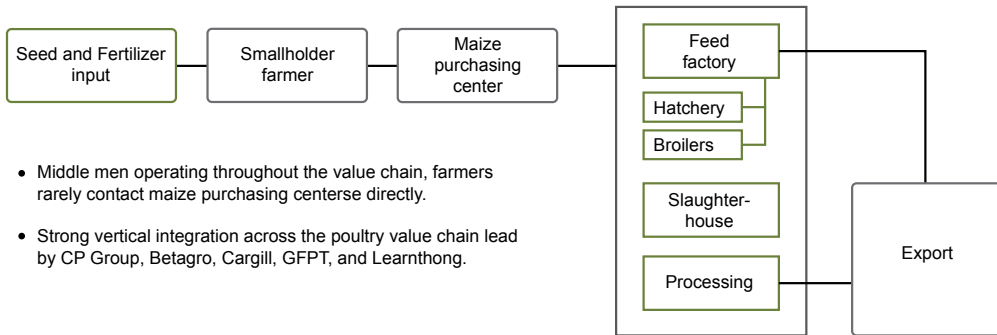 Seed and Fertilizer
input
Smallholder
farmer
Maize
purchasing
center
Feed
factory
Hatchery
Broilers
Slaughter-
house
Processing
Export
• Middle men operating throughout the value chain, farmers
rarely contact maize purchasing centerse directly.
• Strong vertical integration across the poultry value chain lead
by CP Group, Betagro, Cargill, GFPT, and Learnthong.